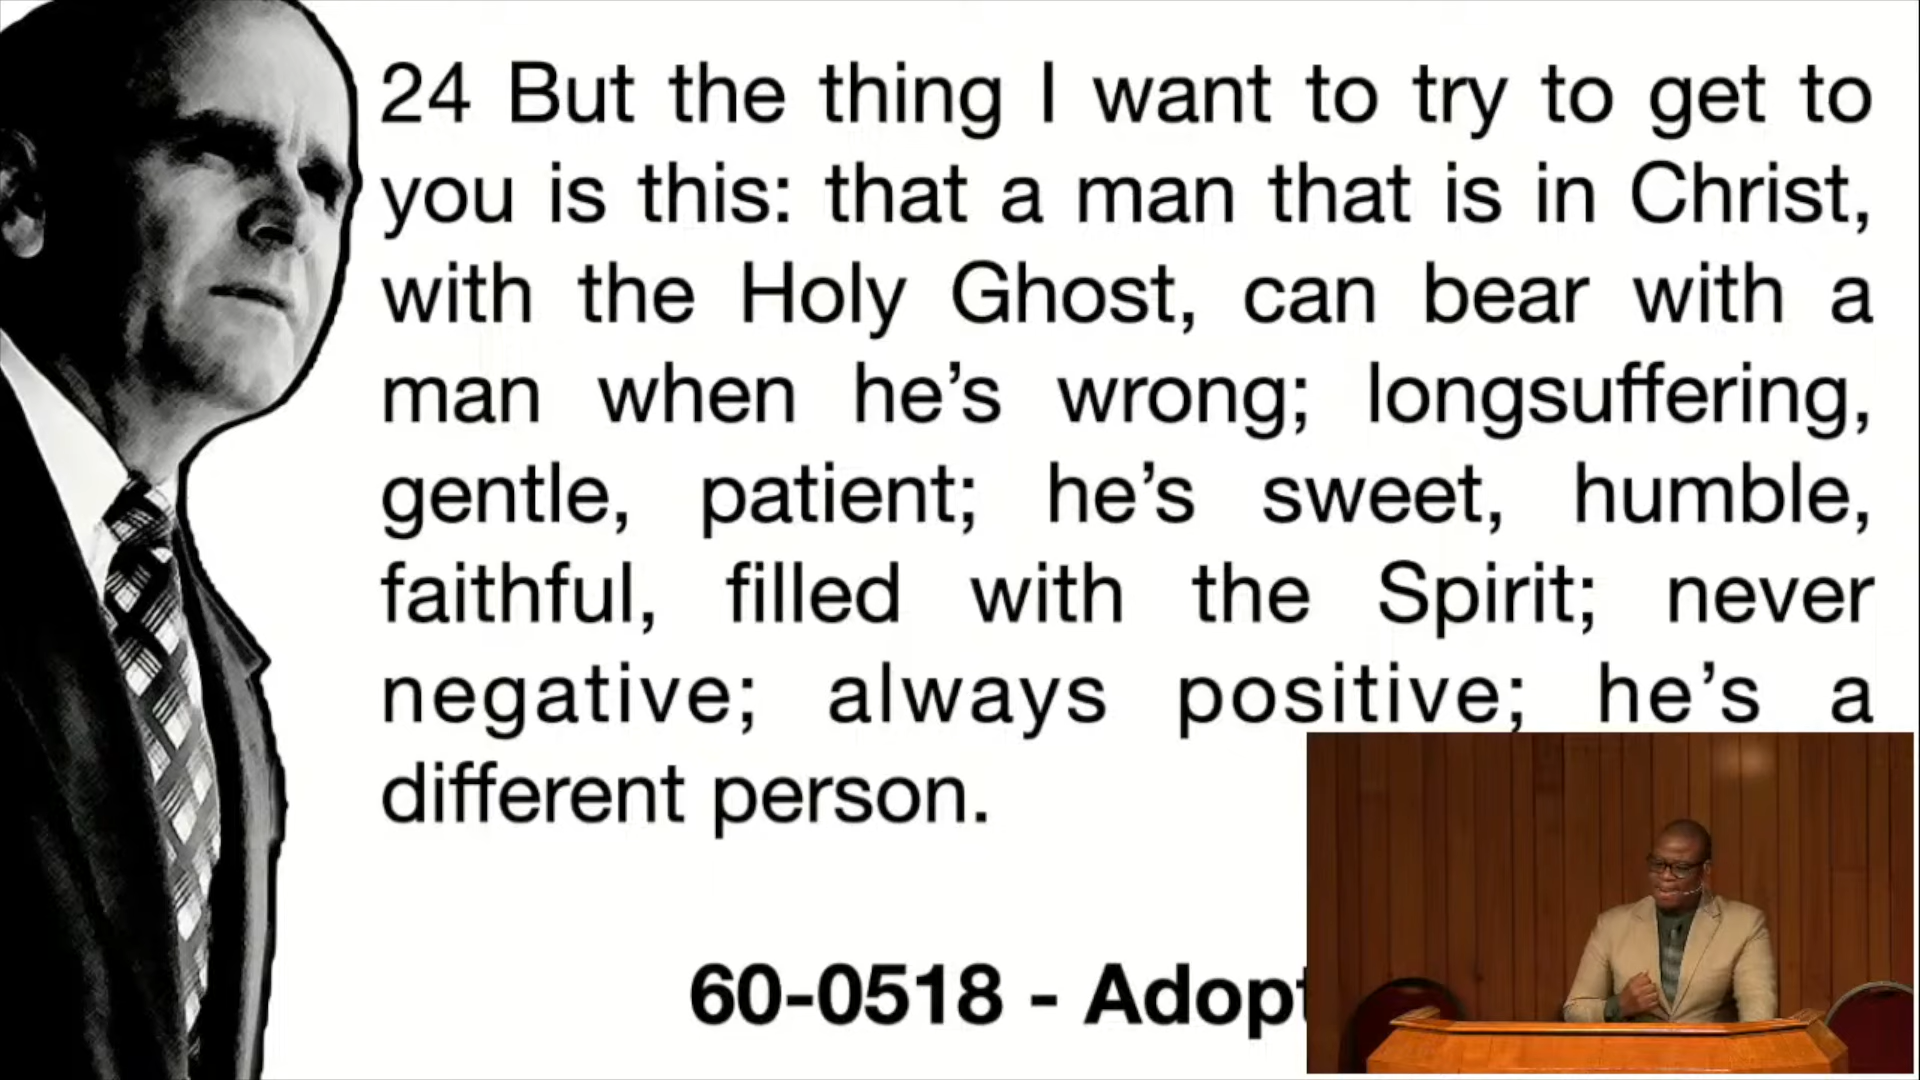 24 But the thing I want to try to get to
you is this: that a man that is in Christ,
with the Holy Ghost, can bear with a
man when he’s wrong; longsuffering,
gentle, patient; he’s sweet, humble,
faithful, filled with the Spirit; never
negative; always positive; he’s a
different person.
60-0518 - Adopt